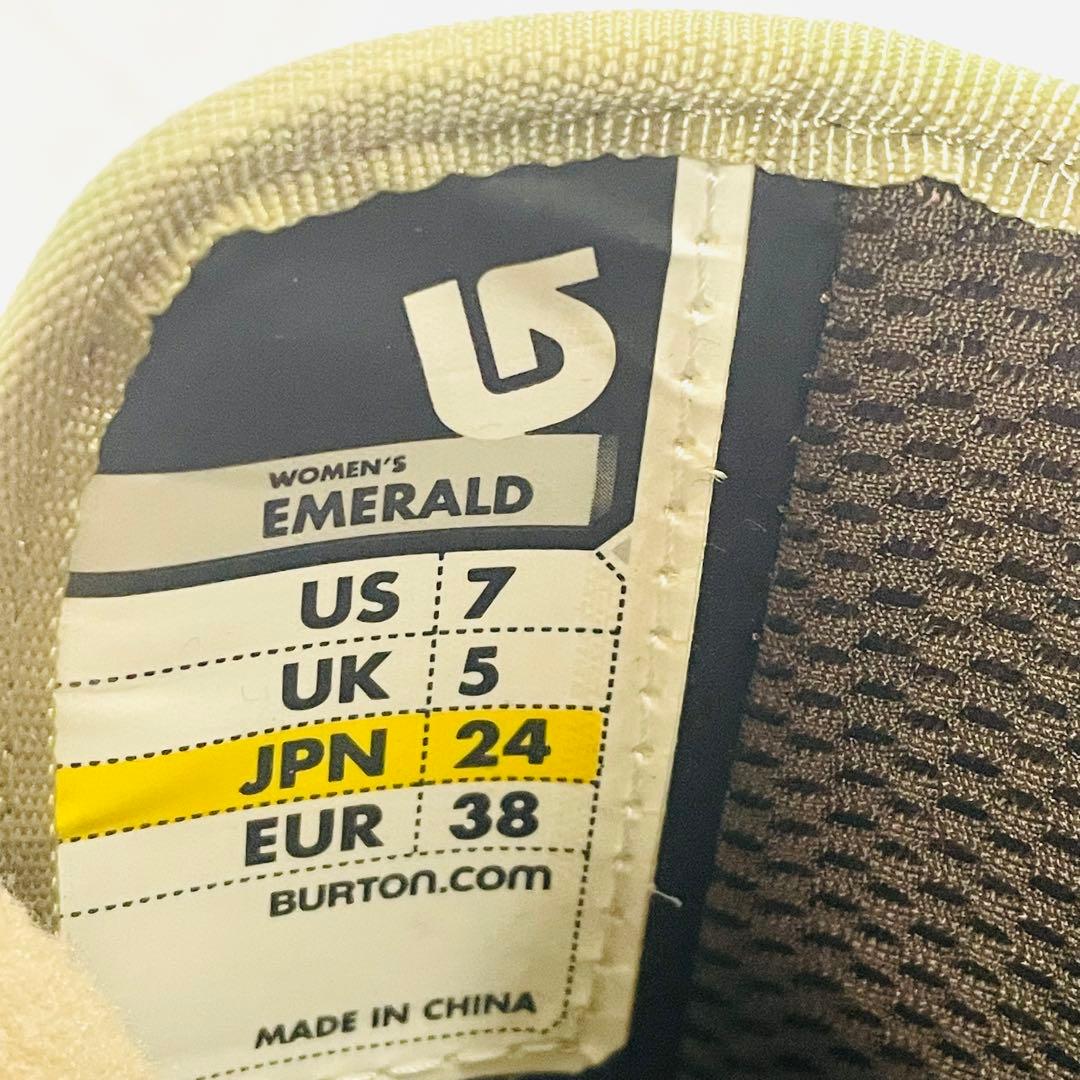 WOMEN'S
EMERALD
US 7
UK 5
JPN 24
EUR 38
BURTON.COM
MADE IN CHINA